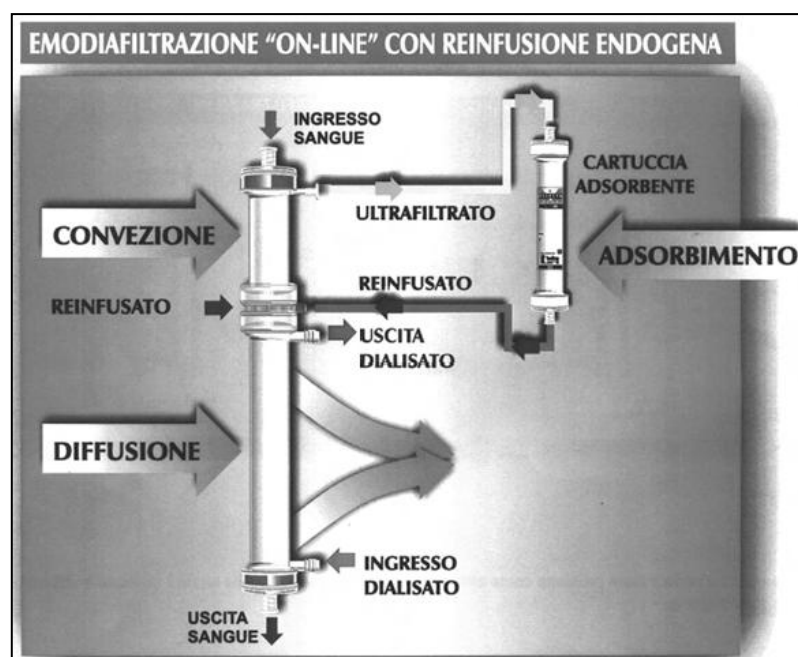 EMODIAFILTRAZIONE "ON-LINE" CON REINFUSIONE ENDOGENA
INGRESSO
SANGUE
CARTUCCIA
ADSORBENTE
ULTRAFILTRATO
CONVEZIONE
ADSORBIMENTO
REINFUSATO
REINFUSATO
USCITA
DIALISATO
DIFFUSIONE
INGRESSO
DIALISATO
USCITA
SANGUE